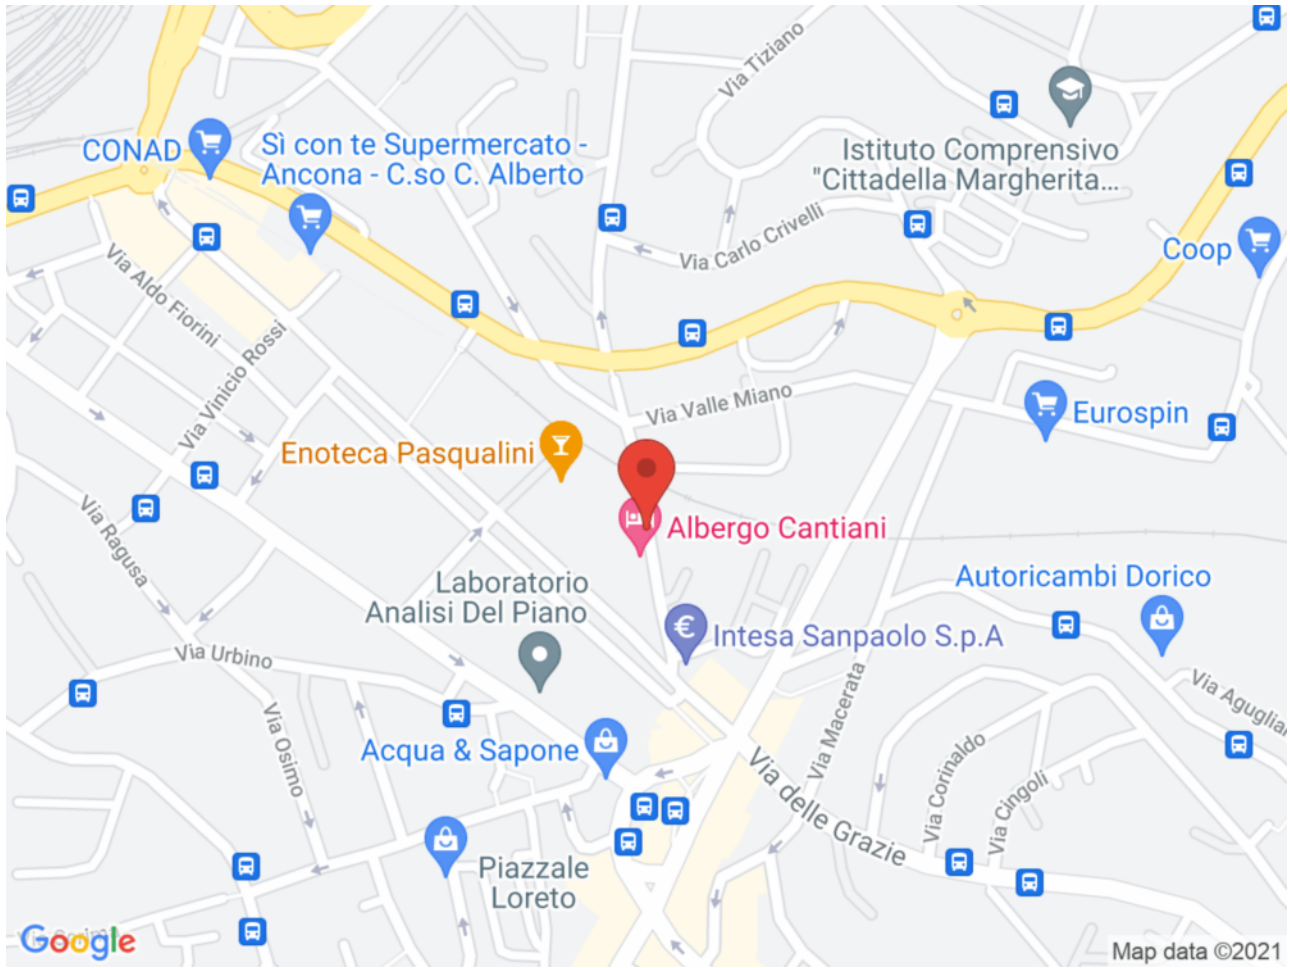 Via Tiziano
CONAD
Sì con te Supermercato -
Ancona - C.so C. Alberto
Istituto Comprensivo
"Cittadella Margherita...
Via Carlo Crivelli
Coop
Via Aldo Fiorini
Via Vinicio Rossi
Via Valle Miano
Eurospin
Enoteca Pasqualini
Albergo Cantiani
Via Ragusa
Laboratorio
Analisi Del Piano
Autoricambi Dorico
Intesa Sanpaolo S.p.A
Via Urbino
Via Macerata
Via Osimo
Via Aguglian
Acqua & Sapone
Via delle Grazie
Via Corinaldo
Via Cingoli
Piazzale
Loreto
Google
Map data ©2021